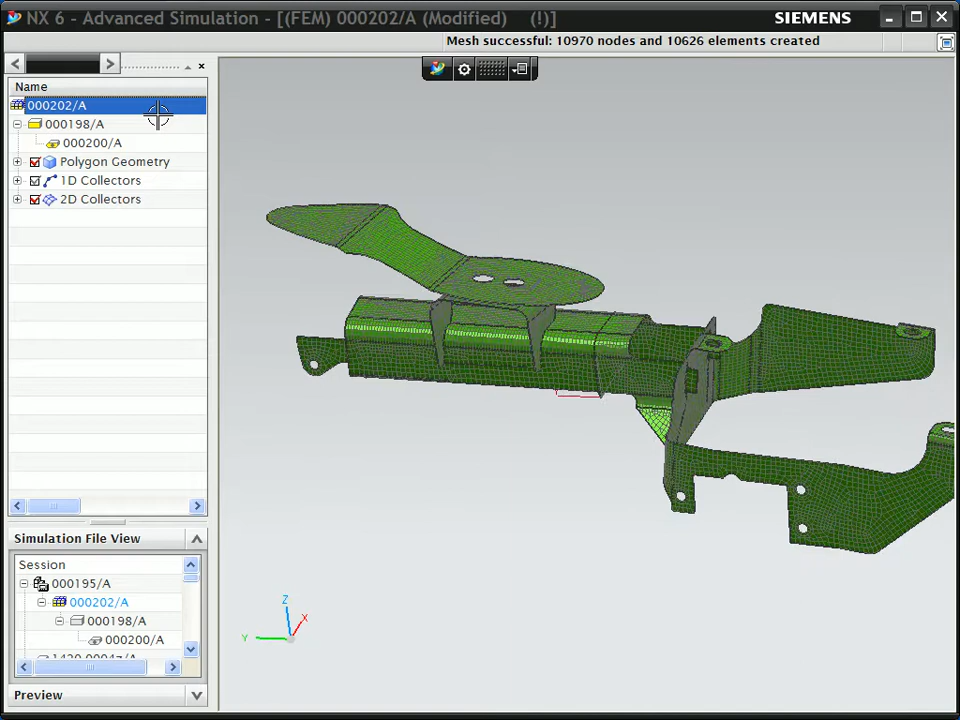 NX 6 - Advanced Simulation - [(FEM) 000202/A (Modified) (!)]
SIEMENS
Mesh successful: 10970 nodes and 10626 elements created
Name
000202/A
000198/A
000200/A
Polygon Geometry
1D Collectors
2D Collectors
Simulation File View
Session
000195/A
000202/A
000198/A
000200/A
Preview
Z
X
Y